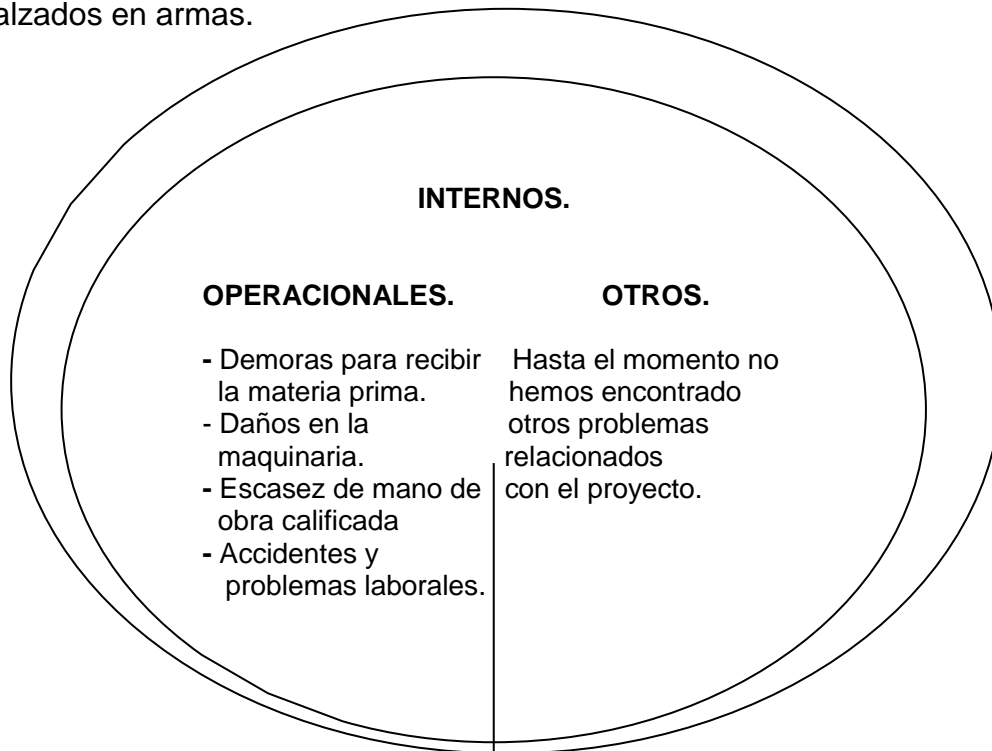 alzados en armas.
INTERNOS.
OPERACIONALES.
- Demoras para recibir
la materia prima.
- Daños en la
maquinaria.
- Escasez de mano de
obra calificada
- Accidentes y
problemas laborales.
OTROS.
Hasta el momento no
hemos encontrado
otros problemas
relacionados
con el proyecto.